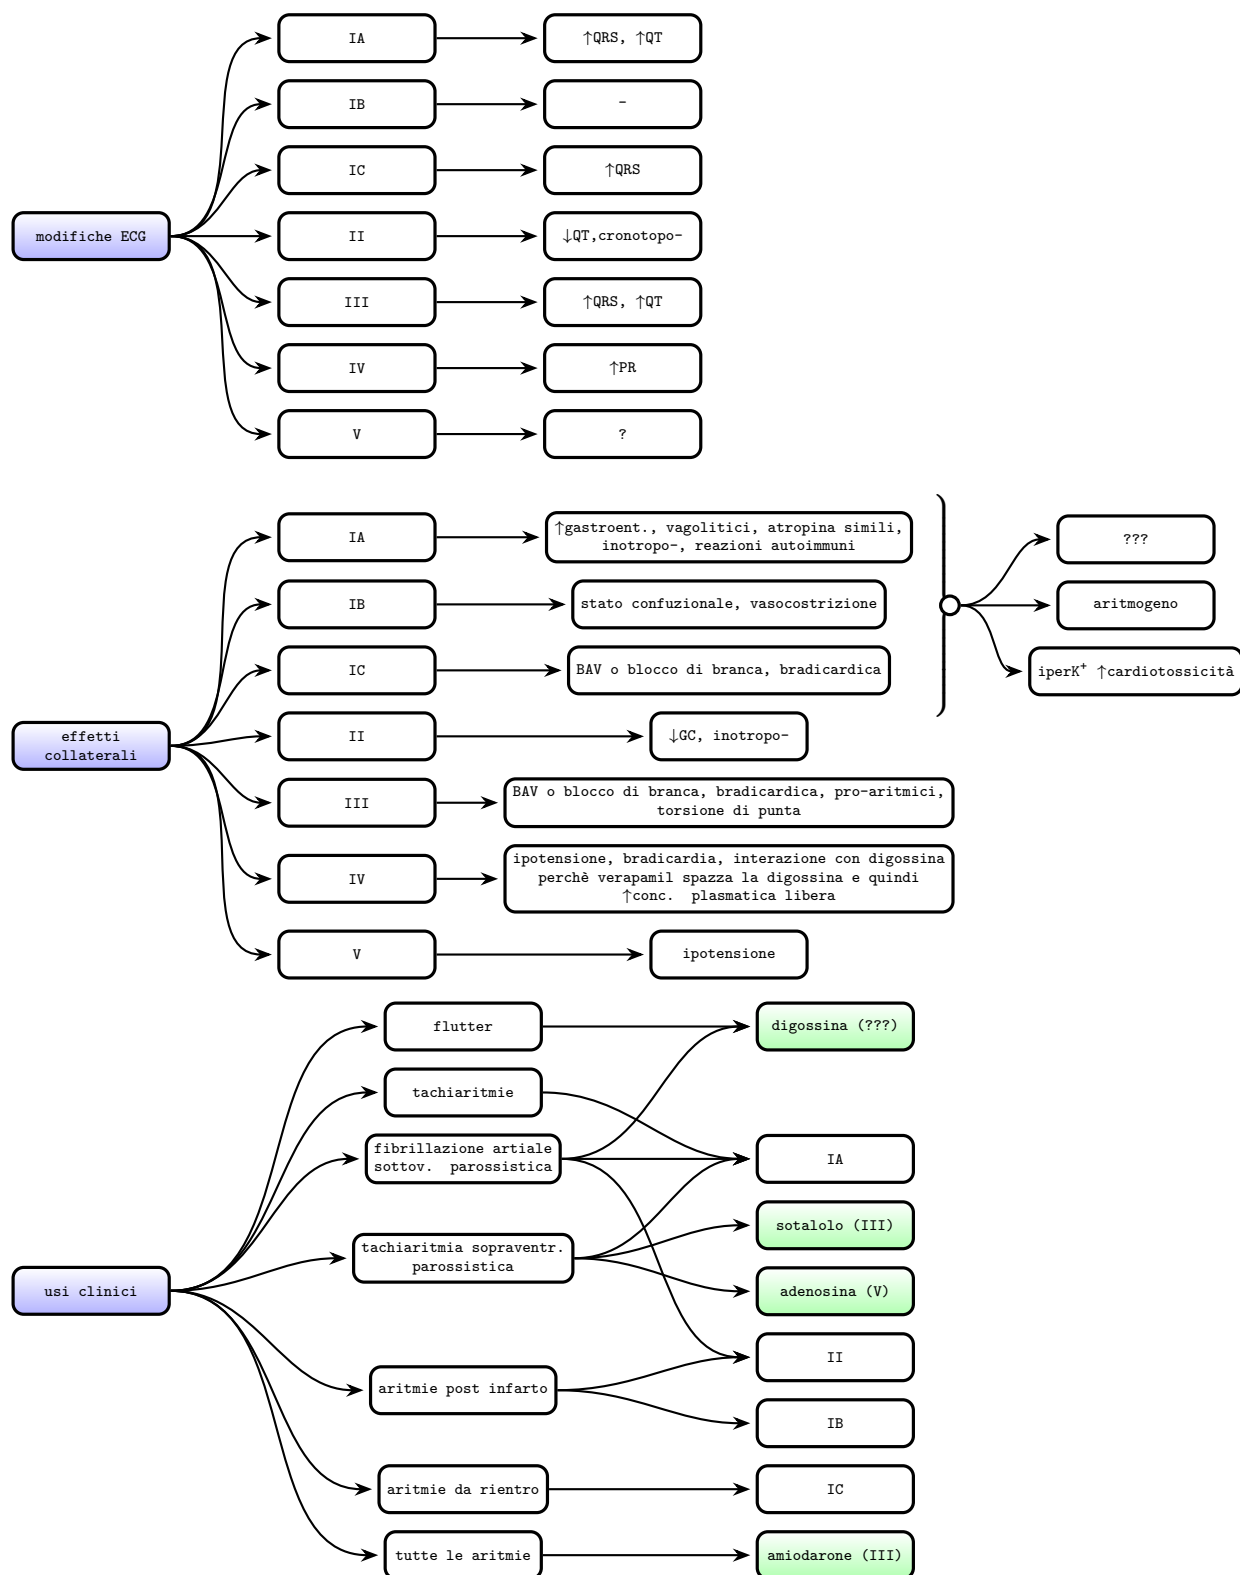 modifiche ECG
IA
↑QRS, ↑QT
IB
-
IC
↑QRS
II
↓QT,cronotopo-
III
↑QRS, ↑QT
IV
↑PR
V
?
effetti
collaterali
IA
↑gastroent., vagolitici, atropina simili,
inotropo-, reazioni autoimmuni
IB
stato confuzionale, vasocostrizione
IC
BAV o blocco di branca, bradicardica
???
aritmogeno
iperK⁺ ↑cardiotossicità
II
↓GC, inotropo-
III
BAV o blocco di branca, bradicardica, pro-aritmici,
torsione di punta
IV
ipotensione, bradicardia, interazione con digossina
perchè verapamil spazza la digossina e quindi
↑conc. plasmatica libera
V
ipotensione
usi clinici
flutter
tachiaritmie
fibrillazione artiale
sottov. parossistica
tachiaritmia sopraventr.
parossistica
aritmie post infarto
aritmie da rientro
tutte le aritmie
digossina (???)
IA
sotalolo (III)
adenosina (V)
II
IB
IC
amiodarone (III)